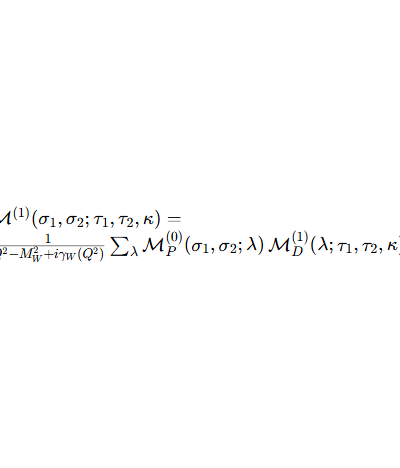 𝓜^{(1)}(σ_1, σ_2; τ_1, τ_2, κ) =
\frac{1}{Q^2−M_W^2+iγ_W(Q^2)} ∑_λ 𝓜_P^{(0)}(σ_1, σ_2; λ) 𝓜_D^{(1)}(λ; τ_1, τ_2, κ)